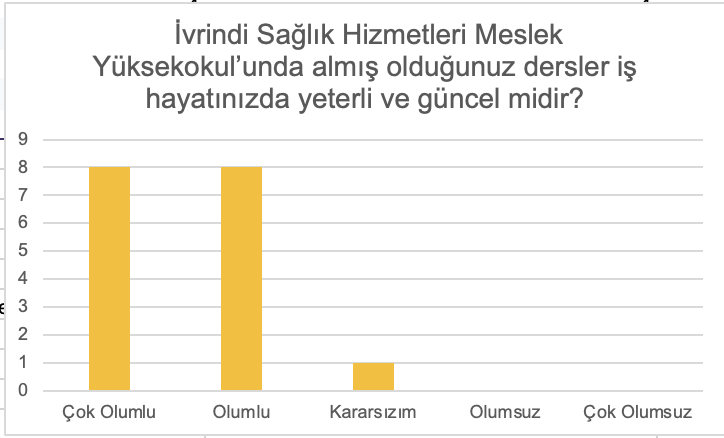 İvrindi Sağlık Hizmetleri Meslek
Yüksekokul’unda almış olduğunuz dersler iş
hayatınızda yeterli ve güncel midir?
9
8
7
6
5
4
3
2
1
0
Çok Olumlu
Olumlu
Kararsızım
Olumsuz
Çok Olumsuz